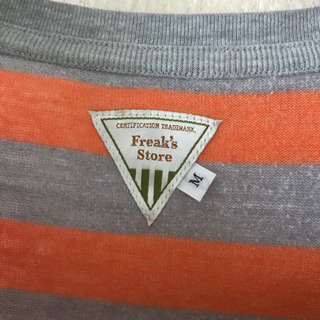 CERTIFICATION TRADEMARK.
Freak's
Store
M